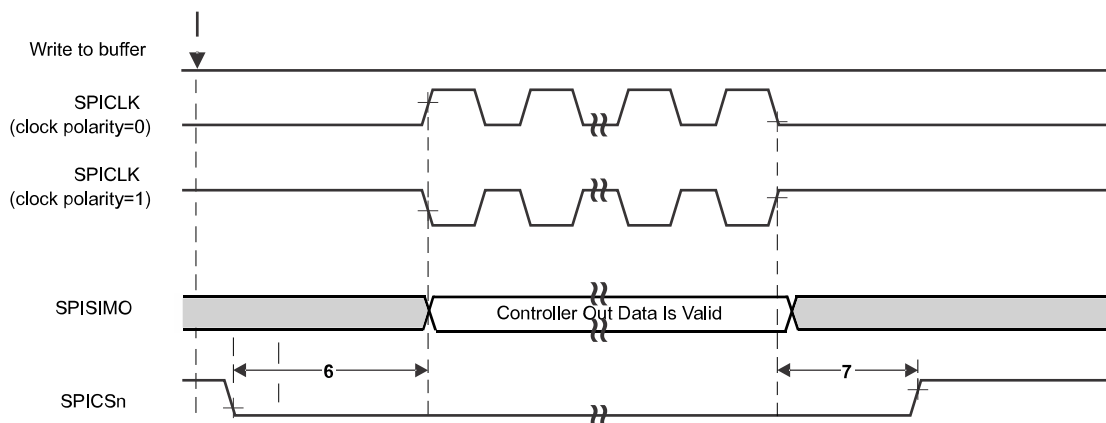 Write to buffer
SPICLK
(clock polarity=0)
SPICLK
(clock polarity=1)
SPISIMO
Controller Out Data Is Valid
6
7
SPICSn